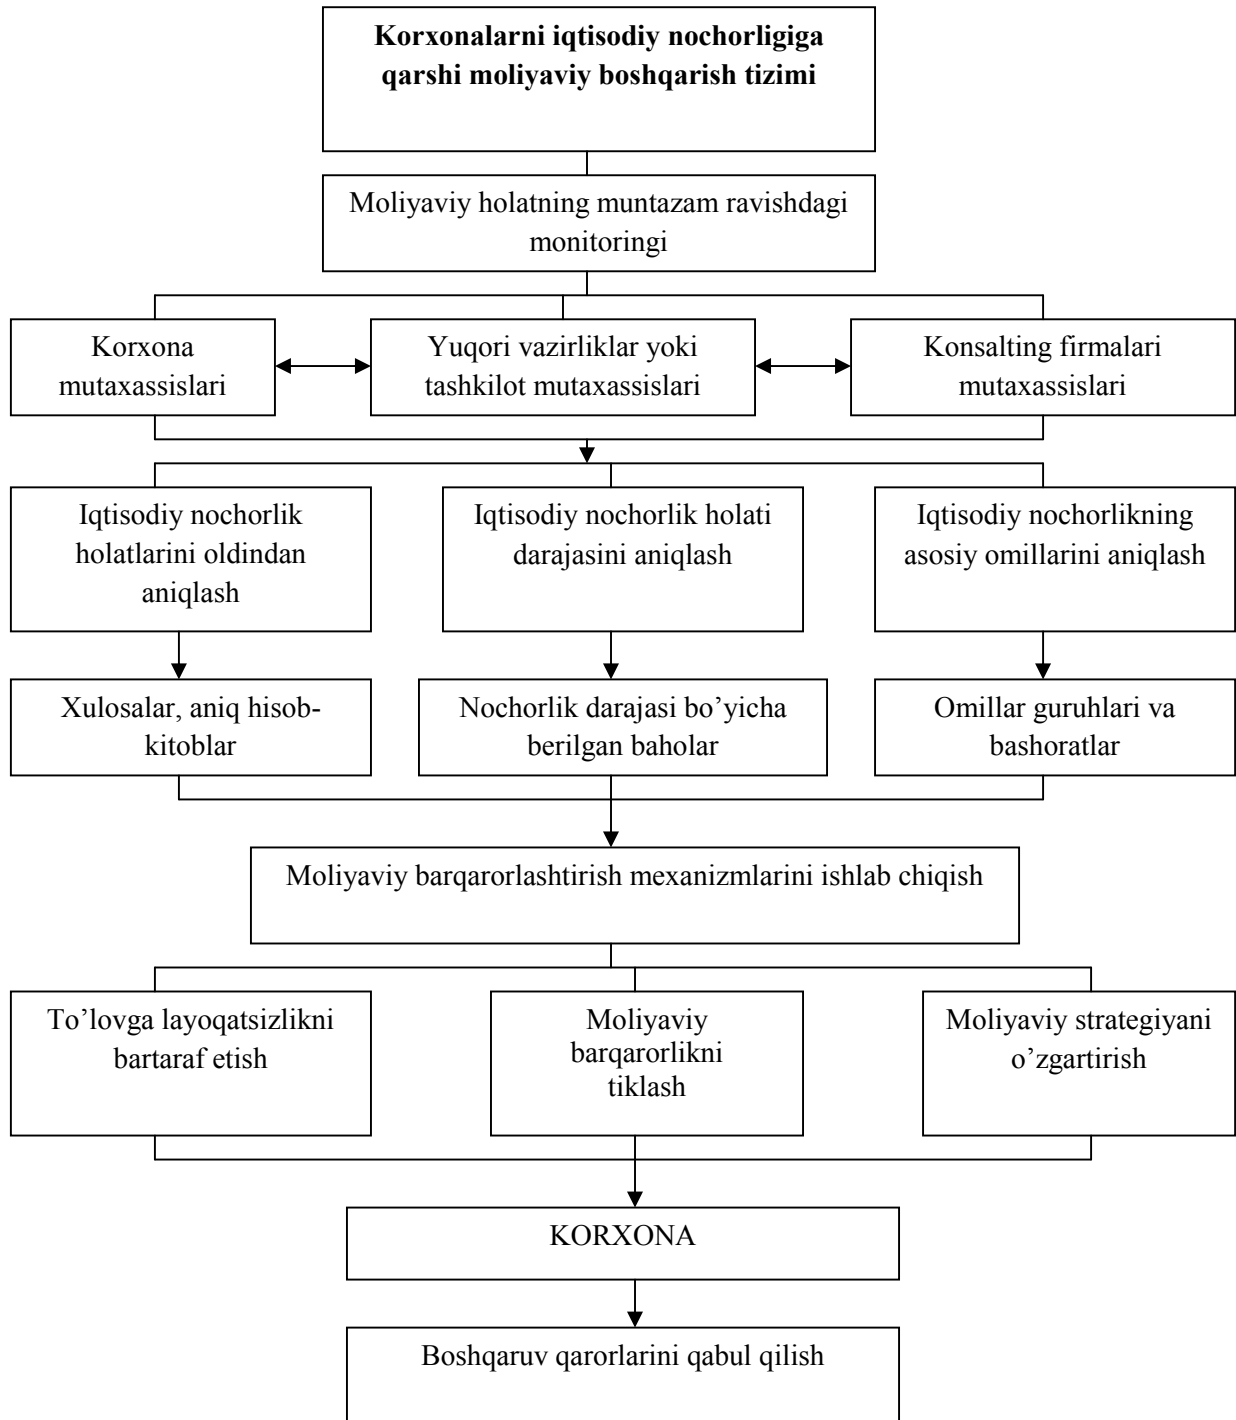 Korxonalarni iqtisodiy nochorligiga
qarshi moliyaviy boshqarish tizimi
Moliyaviy holatning muntazam ravishdagi
monitoringi
Korxona
mutaxassislari
Yuqori vazirliklar yoki
tashkilot mutaxassislari
Konsalting firmalari
mutaxassislari
Iqtisodiy nochorlik
holatlarini oldindan
aniqlash
Iqtisodiy nochorlik holati
darajasini aniqlash
Iqtisodiy nochorlikning
asosiy omillarini aniqlash
Xulosalar, aniq hisob-
kitoblar
Nochorlik darajasi bo’yicha
berilgan baholar
Omillar guruhlari va
bashoratlar
Moliyaviy barqarorlashtirish mexanizmlarini ishlab chiqish
To’lovga layoqatsizlikni
bartaraf etish
Moliyaviy
barqarorlikni
tiklash
Moliyaviy strategiyani
o’zgartirish
KORXONA
Boshqaruv qarorlarini qabul qilish